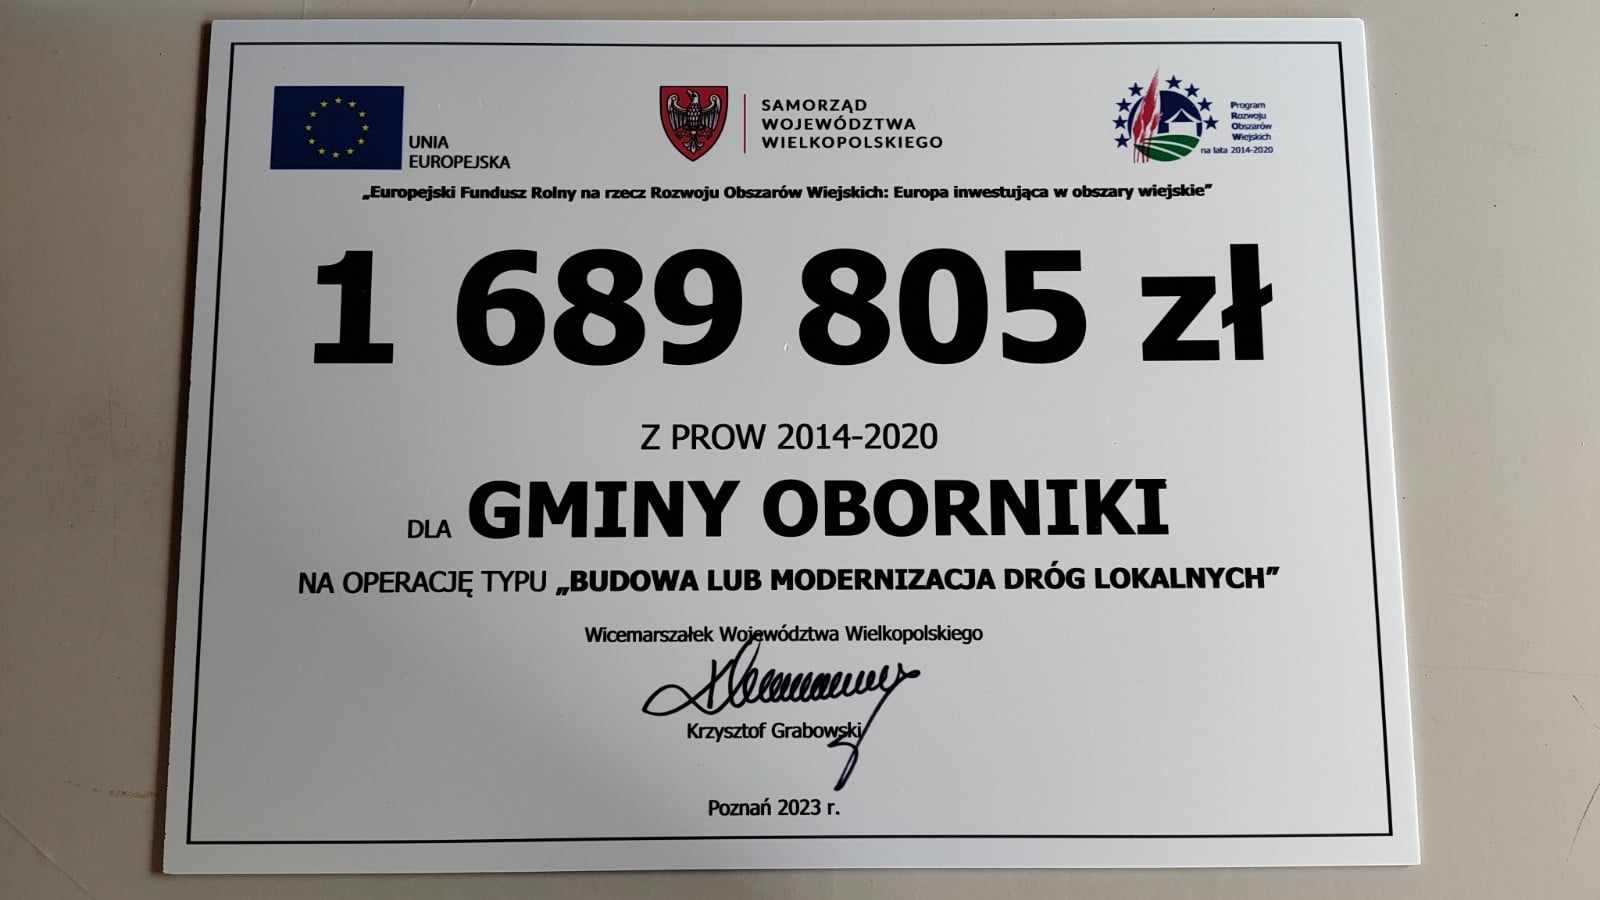 UNIA
EUROPEJSKA
SAMORZĄD
WOJEWÓDZTWA
WIELKOPOLSKIEGO
Program
Rozwoju
Obszarów
Wiejskich
na lata 2014-2020
„Europejski Fundusz Rolny na rzecz Rozwoju Obszarów Wiejskich: Europa inwestująca w obszary wiejskie”
1 689 805 zł
Z PROW 2014-2020
DLA GMINY OBORNIKI
NA OPERACJĘ TYPU „BUDOWA LUB MODERNIZACJA DRÓG LOKALNYCH”
Wicemarszałek Województwa Wielkopolskiego
Krzysztof Grabowski
Poznań 2023 r.